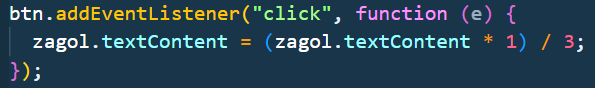 btn.addEventListener("click", function (e) {
  zagol.textContent = (zagol.textContent * 1) / 3;
});